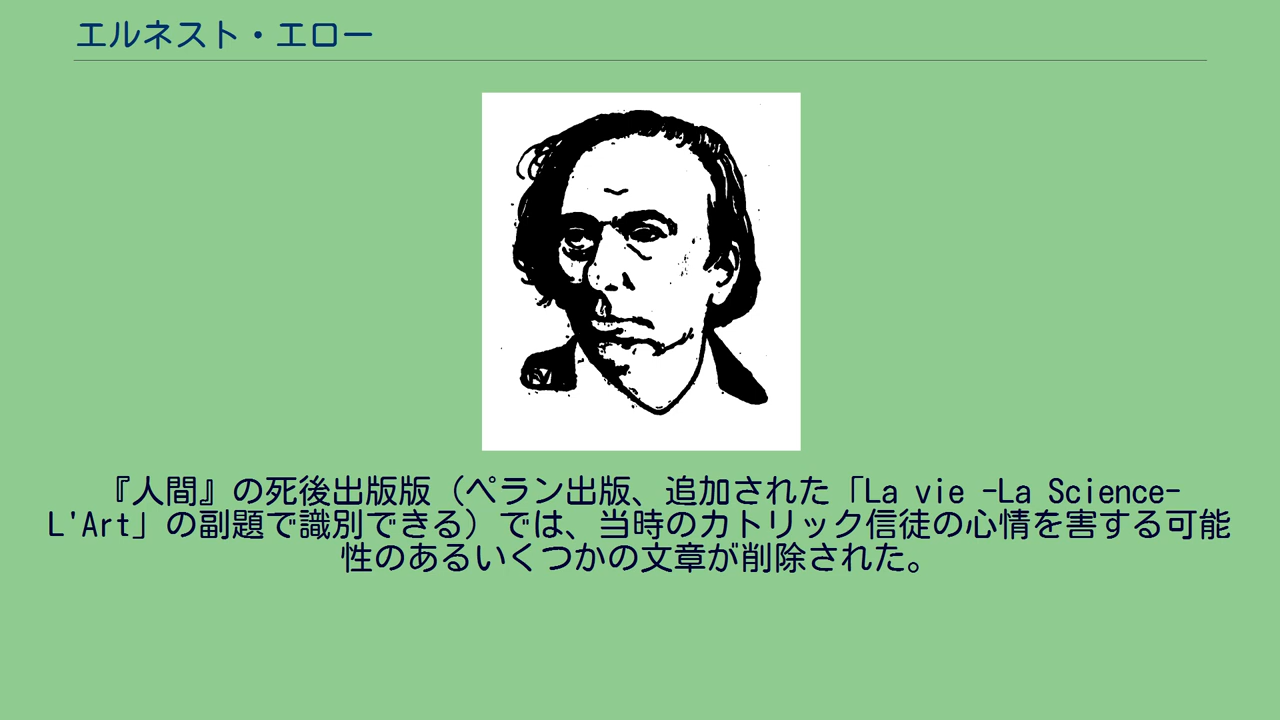 エルネスト・エロー
『人間』の死後出版版（ペラン出版、追加された「La vie -La Science-
L'Art」の副題で識別できる）では、当時のカトリック信徒の心情を害する可能
性のあるいくつかの文章が削除された。